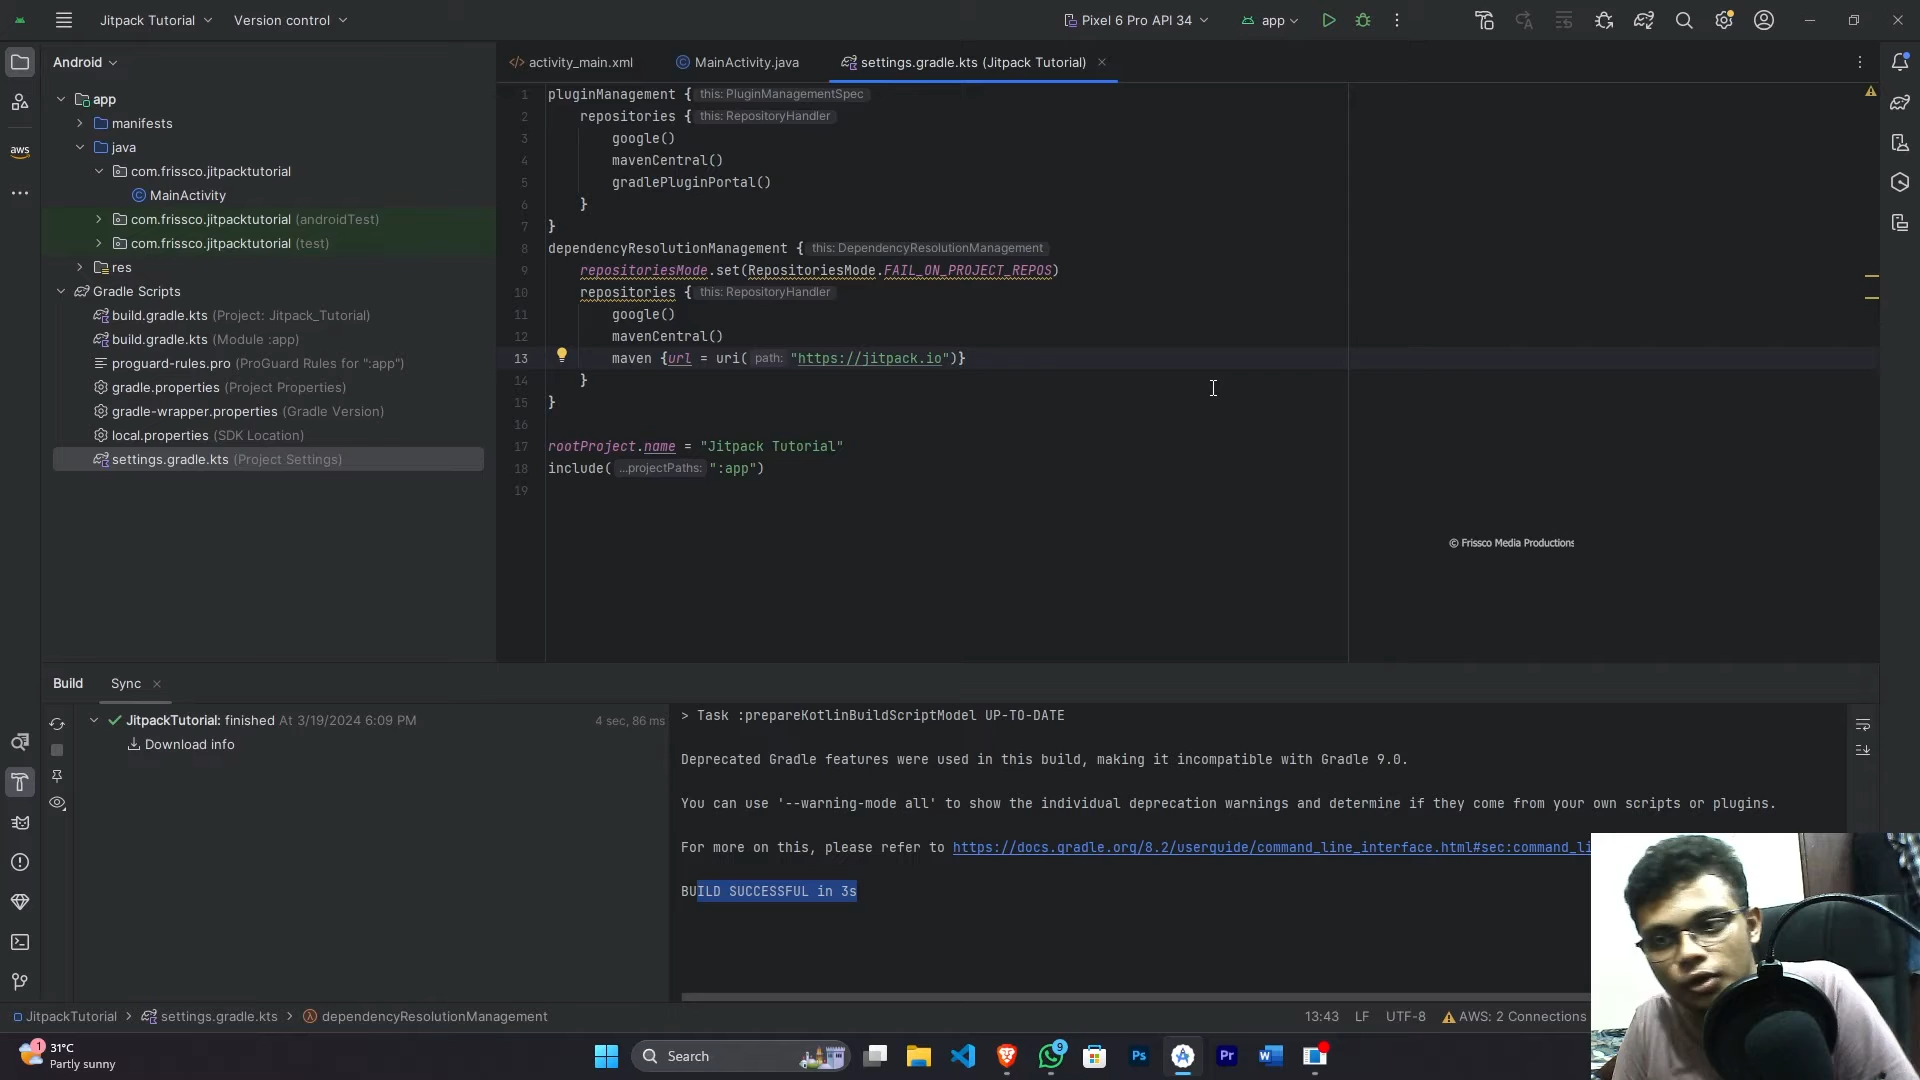 Jitpack Tutorial
Version control
Pixel 6 Pro API 34
app
Android
activity_main.xml
MainActivity.java
settings.gradle.kts (Jitpack Tutorial)
app
manifests
java
com.frissco.jitpacktutorial
MainActivity
com.frissco.jitpacktutorial (androidTest)
com.frissco.jitpacktutorial (test)
res
Gradle Scripts
build.gradle.kts (Project: Jitpack_Tutorial)
build.gradle.kts (Module :app)
proguard-rules.pro (ProGuard Rules for ":app")
gradle.properties (Project Properties)
gradle-wrapper.properties (Gradle Version)
local.properties (SDK Location)
settings.gradle.kts (Project Settings)
aws
1 pluginManagement { this: PluginManagementSpec
2 repositories { this: RepositoryHandler
3 google()
4 mavenCentral()
5 gradlePluginPortal()
6 }
7 }
8 dependencyResolutionManagement { this: DependencyResolutionManagement
9 repositoriesMode.set(RepositoriesMode.FAIL_ON_PROJECT_REPOS)
10 repositories { this: RepositoryHandler
11 google()
12 mavenCentral()
13 maven {url = uri( path: "https://jitpack.io")}
14 }
15 }
16
17 rootProject.name = "Jitpack Tutorial"
18 include( ...projectPaths: ":app")
19
© Frissco Media Productions
Build
Sync
JitpackTutorial: finished At 3/19/2024 6:09 PM
4 sec, 86 ms
Download info
> Task :prepareKotlinBuildScriptModel UP-TO-DATE
Deprecated Gradle features were used in this build, making it incompatible with Gradle 9.0.
You can use '--warning-mode all' to show the individual deprecation warnings and determine if they come from your own scripts or plugins.
For more on this, please refer to https://docs.gradle.org/8.2/userguide/command_line_interface.html#sec:command_li
BUILD SUCCESSFUL in 3s
JitpackTutorial
settings.gradle.kts
dependencyResolutionManagement
13:43
LF
UTF-8
AWS: 2 Connections
1
31°C
Partly sunny
Search
9
Ps
Pr
W